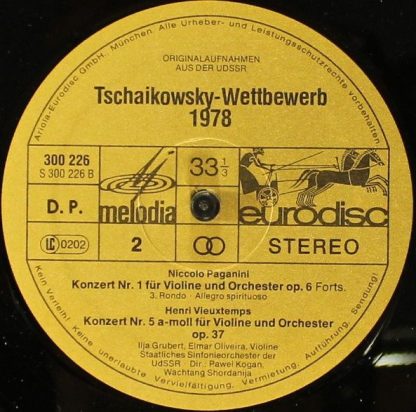 Ariola-Eurodisc GmbH, München. Alle Urheber- und Leistungsschutzrechte vorbehalten.
ORIGINALAUFNAHMEN
AUS DER UDSSR
Tschaikowsky-Wettbewerb
1978
300 226
S 300 226 B
33 1/3
D. P.
melodia
eurodisc
LC 0202
2
STEREO
Niccolo Paganini
Konzert Nr. 1 für Violine und Orchester op. 6 Forts.
3. Rondo · Allegro spirituoso
Henri Vieuxtemps
Konzert Nr. 5 a-moll für Violine und Orchester
op. 37
Ilja Grubert, Elmar Oliveira, Violine
Staatliches Sinfonieorchester der
UdSSR · Dir.: Pawel Kogan,
Wachtang Shordanija
Kein Verleih! Keine unerlaubte Vervielfältigung, Vermietung, Aufführung, Sendung!